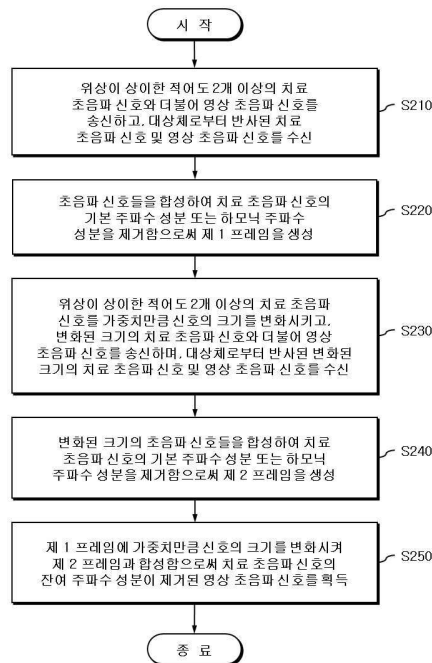 시 작
위상이 상이한 적어도 2개 이상의 치료
초음파 신호와 더불어 영상 초음파 신호를
송신하고, 대상체로부터 반사된 치료
초음파 신호 및 영상 초음파 신호를 수신
S210
초음파 신호들을 합성하여 치료 초음파 신호의
기본 주파수 성분 또는 하모닉 주파수
성분을 제거함으로써 제 1 프레임을 생성
S220
위상이 상이한 적어도 2개 이상의 치료 초음파
신호를 가중치만큼 신호의 크기를 변화시키고,
변화된 크기의 치료 초음파 신호와 더불어 영상
초음파 신호를 송신하며, 대상체로부터 반사된 변화된
크기의 치료 초음파 신호 및 영상 초음파 신호를 수신
S230
변화된 크기의 초음파 신호들을 합성하여 치료
초음파 신호의 기본 주파수 성분 또는 하모닉
주파수 성분을 제거함으로써 제 2 프레임을 생성
S240
제 1 프레임에 가중치만큼 신호의 크기를 변화시켜
제 2 프레임과 합성함으로써 치료 초음파 신호의
잔여 주파수 성분이 제거된 영상 초음파 신호를 획득
S250
종 료